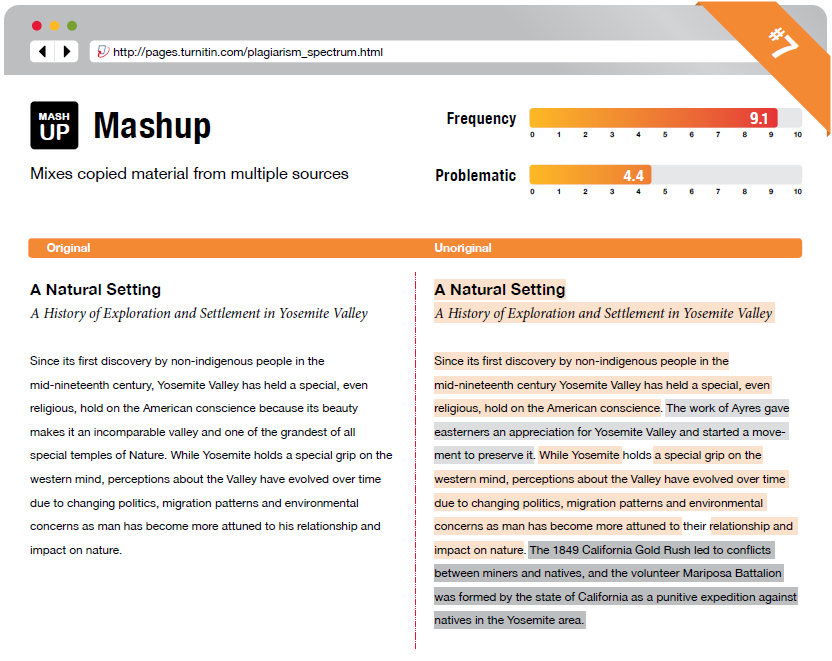 http://pages.turnitin.com/plagiarism_spectrum.html
#7
MASH
UP
Mashup
Mixes copied material from multiple sources
Frequency
9.1
0 1 2 3 4 5 6 7 8 9 10
Problematic
4.4
0 1 2 3 4 5 6 7 8 9 10
Original
Unoriginal
A Natural Setting
A History of Exploration and Settlement in Yosemite Valley
Since its first discovery by non-indigenous people in the
mid-nineteeth century, Yosemite Valley has held a special, even
religious, hold on the American conscience because its beauty
makes it an incomparable valley and one of the grandest of all
special temples of Nature. While Yosemite holds a special grip on the
western mind, perceptions about the Valley have evolved over time
due to changing politics, migration patterns and environmental
concerns as man has become more attuned to his relationship and
impact on nature.
A Natural Setting
A History of Exploration and Settlement in Yosemite Valley
Since its first discovery by non-indigenous people in the
mid-nineteeth century Yosemite Valley has held a special, even
religious, hold on the American conscience. The work of Ayres gave
easterners an appreciation for Yosemite Valley and started a move-
ment to preserve it. While Yosemite holds a special grip on the
western mind, perceptions about the Valley have evolved over time
due to changing politics, migration patterns and environmental
concerns as man has become more attuned to their relationship and
impact on nature. The 1849 California Gold Rush led to conflicts
between miners and natives, and the volunteer Mariposa Battalion
was formed by the state of California as a punitive expedition against
natives in the Yosemite area.